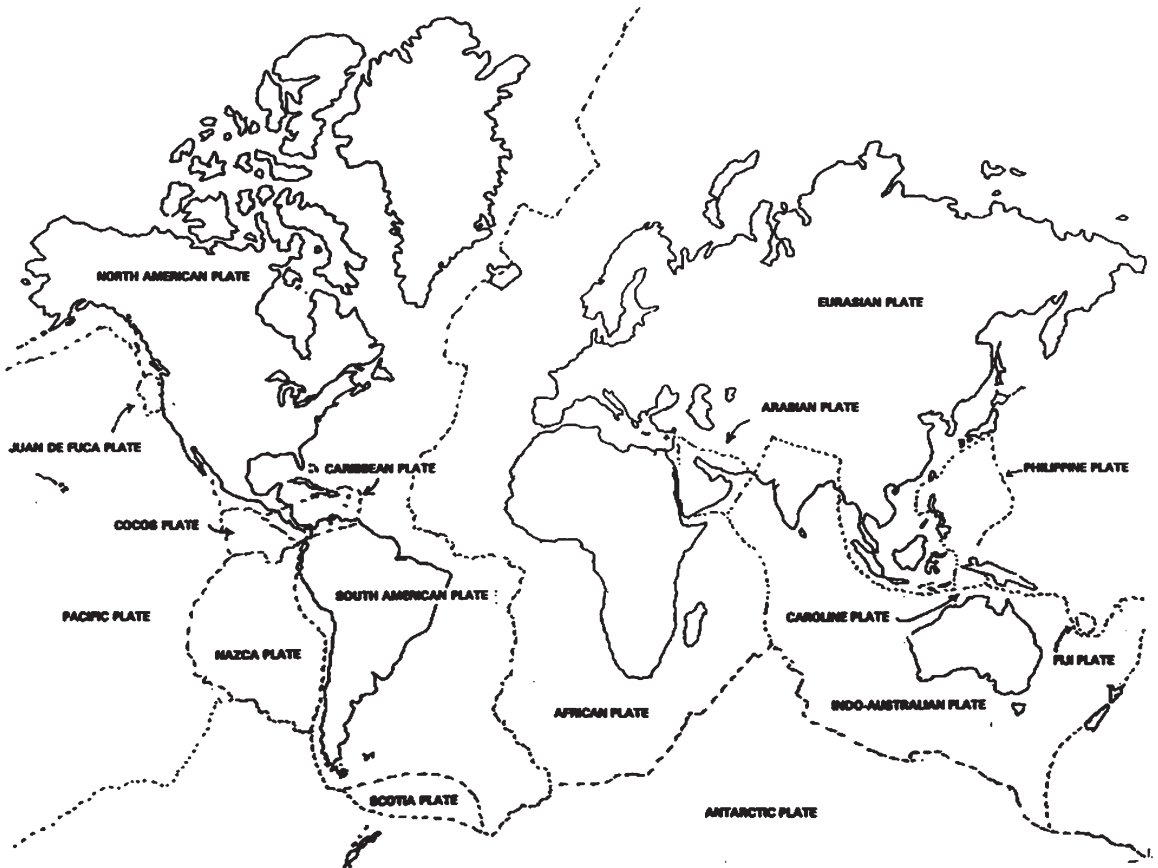 NORTH AMERICAN PLATE
EURASIAN PLATE
ARABIAN PLATE
JUAN DE FUCA PLATE
CARIBBEAN PLATE
PHILIPPINE PLATE
COCOS PLATE
SOUTH AMERICAN PLATE
PACIFIC PLATE
CAROLINE PLATE
NAZCA PLATE
FIJI PLATE
AFRICAN PLATE
INDO-AUSTRALIAN PLATE
SCOTIA PLATE
ANTARCTIC PLATE